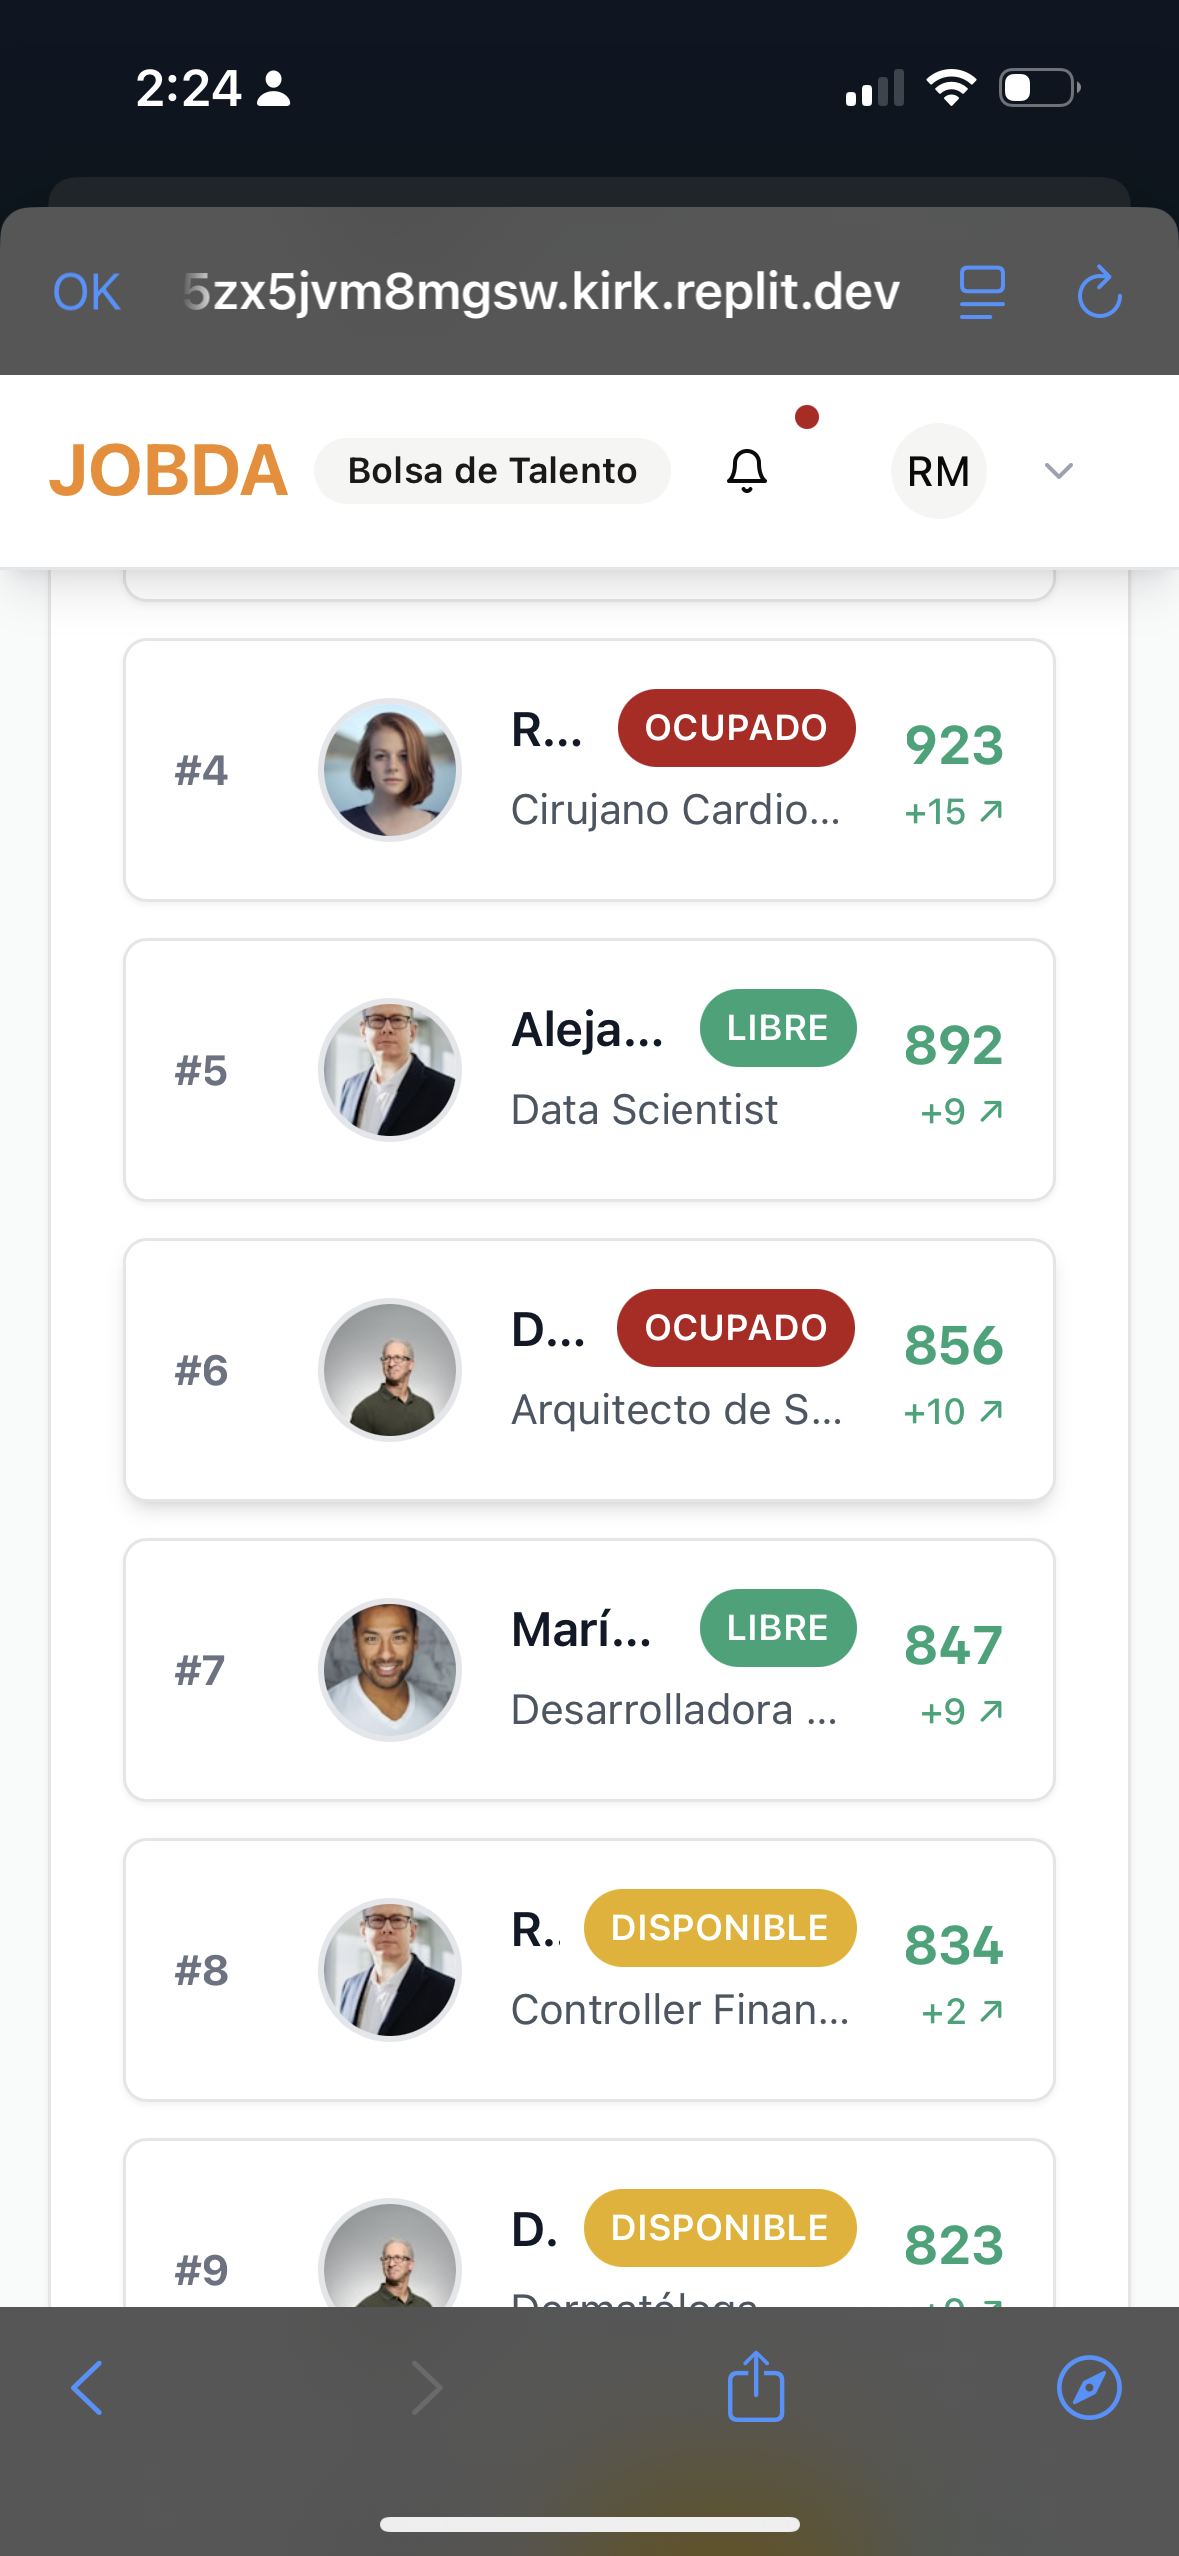 2:24
OK 5zx5jvm8mgsw.kirk.replit.dev
JOBDA Bolsa de Talento RM
#4 R... OCUPADO 923
Cirujano Cardio... +15
#5 Aleja... LIBRE 892
Data Scientist +9
#6 D... OCUPADO 856
Arquitecto de S... +10
#7 Marí... LIBRE 847
Desarrolladora ... +9
#8 R.. DISPONIBLE 834
Controller Finan... +2
#9 D. DISPONIBLE 823